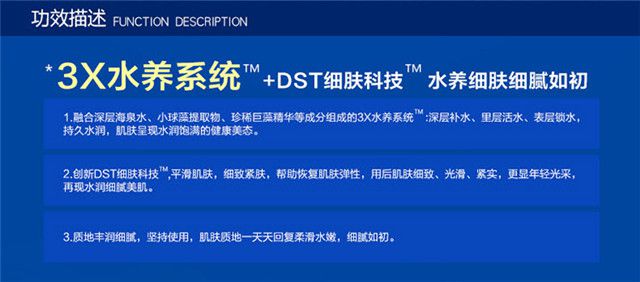 功效描述 FUNCTION DESCRIPTION
*3X水养系统™+DST细肤科技™ 水养细肤细腻如初
1.融合深层海泉水、小球藻提取物、珍稀巨藻精华等成分组成的3X水养系统™:深层补水、里层活水、表层锁水，
持久水润，肌肤呈现水润饱满的健康美态。
2.创新DST细肤科技™,平滑肌肤，细致紧肤，帮助恢复肌肤弹性，用后肌肤细致、光滑、紧实，更显年轻光采，
再现水润细腻美肌。
3.质地丰润细腻，坚持使用，肌肤质地一天天回复柔滑水嫩，细腻如初。